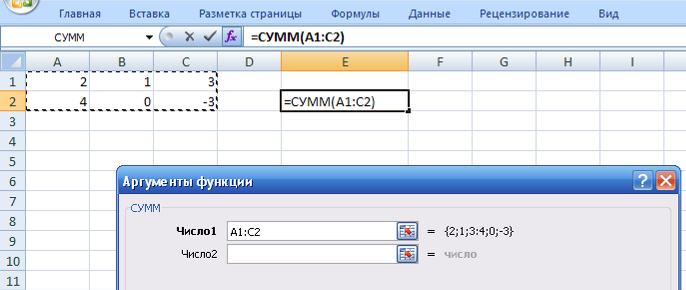 Главная Вставка Разметка страницы Формулы Данные Рецензирование Вид
СУММ fx =СУММ(A1:C2)
A B C D E F G H I
1 2 1 3
2 4 0 -3 =СУММ(A1:C2)
3
4
5
6 Аргументы функции ?
7
8 СУММ
9 Число1 A1:C2 = {2;1;3:4;0;-3}
10 Число2 = число
11